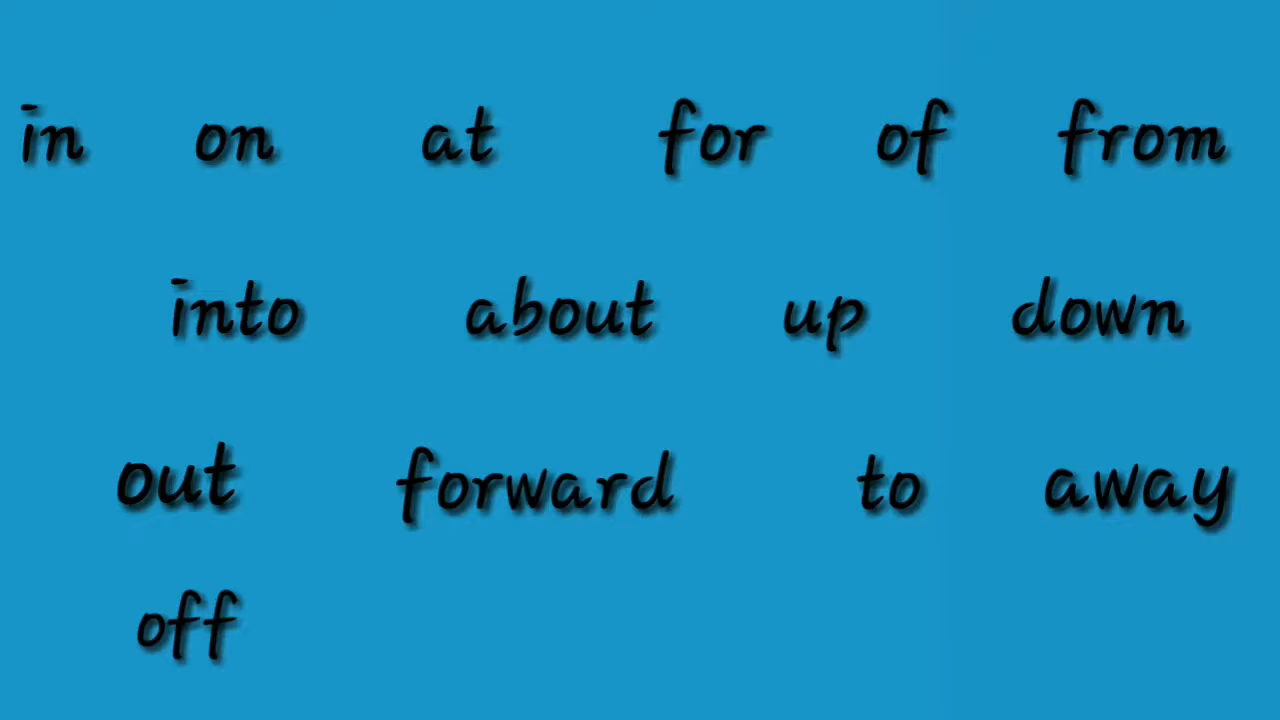 in on at for of from
into about up down
out forward to away
off